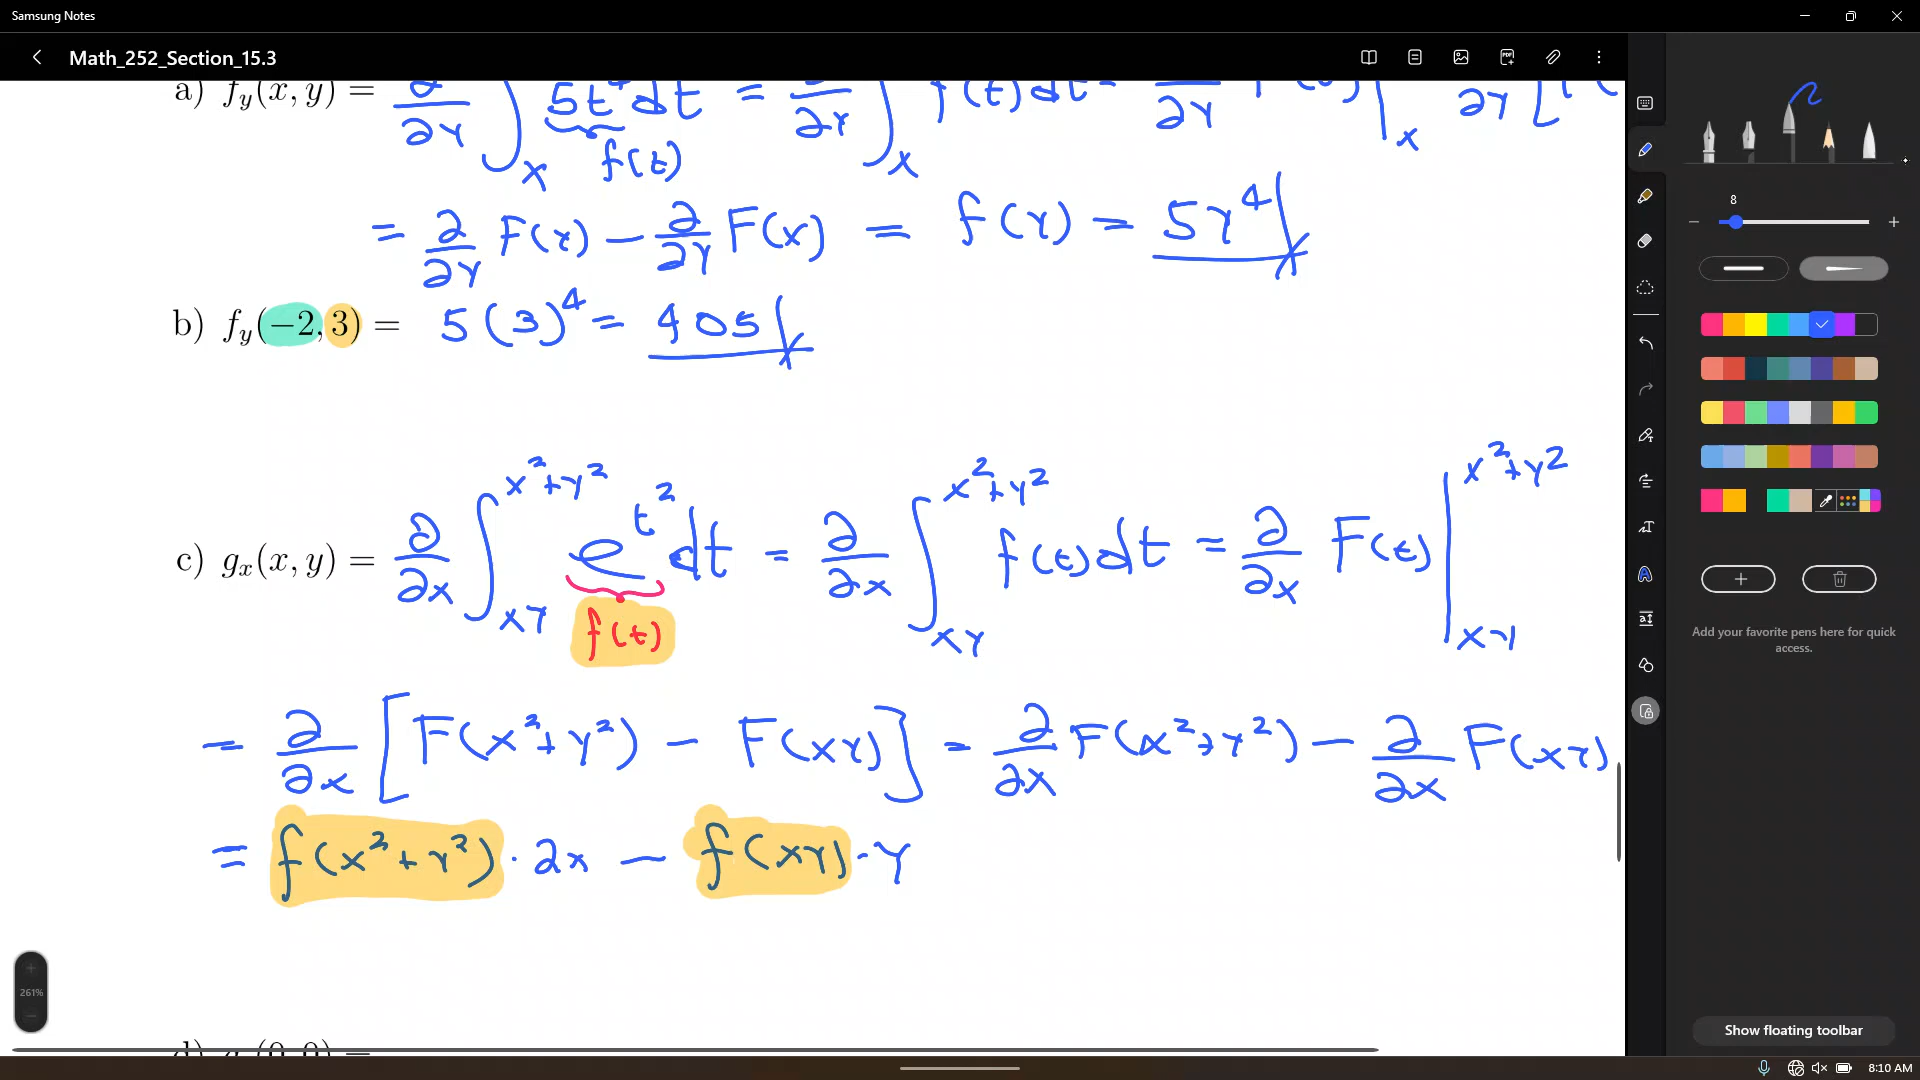 Samsung Notes
Math_252_Section_15.3
a) f_y(x, y) = ∂/∂y ∫_x 5t⁴ dt = ∂/∂y ∫_x f(t) dt = ∂/∂y |_x ∂/∂y [
f(t)
= ∂/∂y F(y) − ∂/∂y F(x) = f(y) = 5y⁴
b) f_y(−2, 3) = 5(3)⁴ = 405
c) g_x(x, y) = ∂/∂x ∫_{xy}^{x²+y²} e^{t²} dt = ∂/∂x ∫_{xy}^{x²+y²} f(t) dt = ∂/∂x F(t) |_{xy}^{x²+y²}
f(t)
= ∂/∂x [F(x²+y²) − F(xy)] = ∂/∂x F(x²+y²) − ∂/∂x F(xy)
= f(x²+y²) · 2x − f(xy) · y
8
Add your favorite pens here for quick
access.
261%
Show floating toolbar
8:10 AM